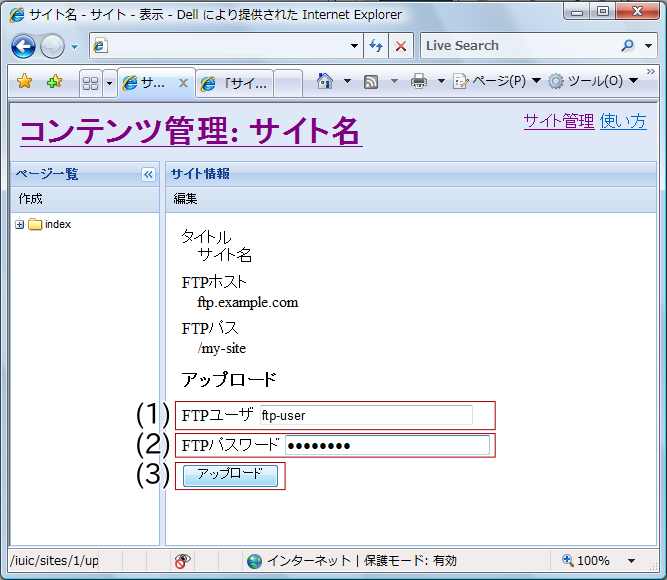 サイト名 - サイト - 表示 - Dell により提供された Internet Explorer
Live Search
サ... 「サイ... ページ(P) ツール(O)
コンテンツ管理: サイト名
サイト管理 使い方
ページ一覧
サイト情報
作成
編集
index
タイトル
サイト名
FTPホスト
ftp.example.com
FTPパス
/my-site
アップロード
(1) FTPユーザ ftp-user
(2) FTPパスワード ●●●●●●●●
(3) アップロード
/iuic/sites/1/up インターネット | 保護モード: 有効 100%